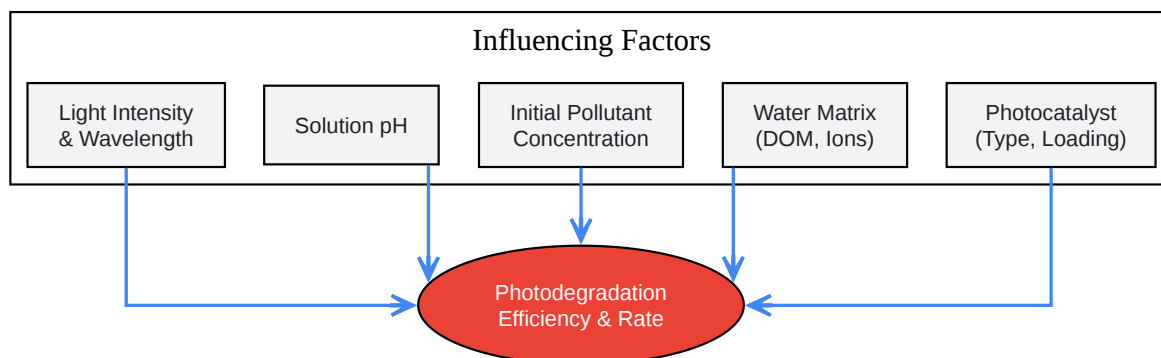 Influencing Factors
Light Intensity
& Wavelength
Solution pH
Initial Pollutant
Concentration
Water Matrix
(DOM, Ions)
Photocatalyst
(Type, Loading)
Photodegradation
Efficiency & Rate